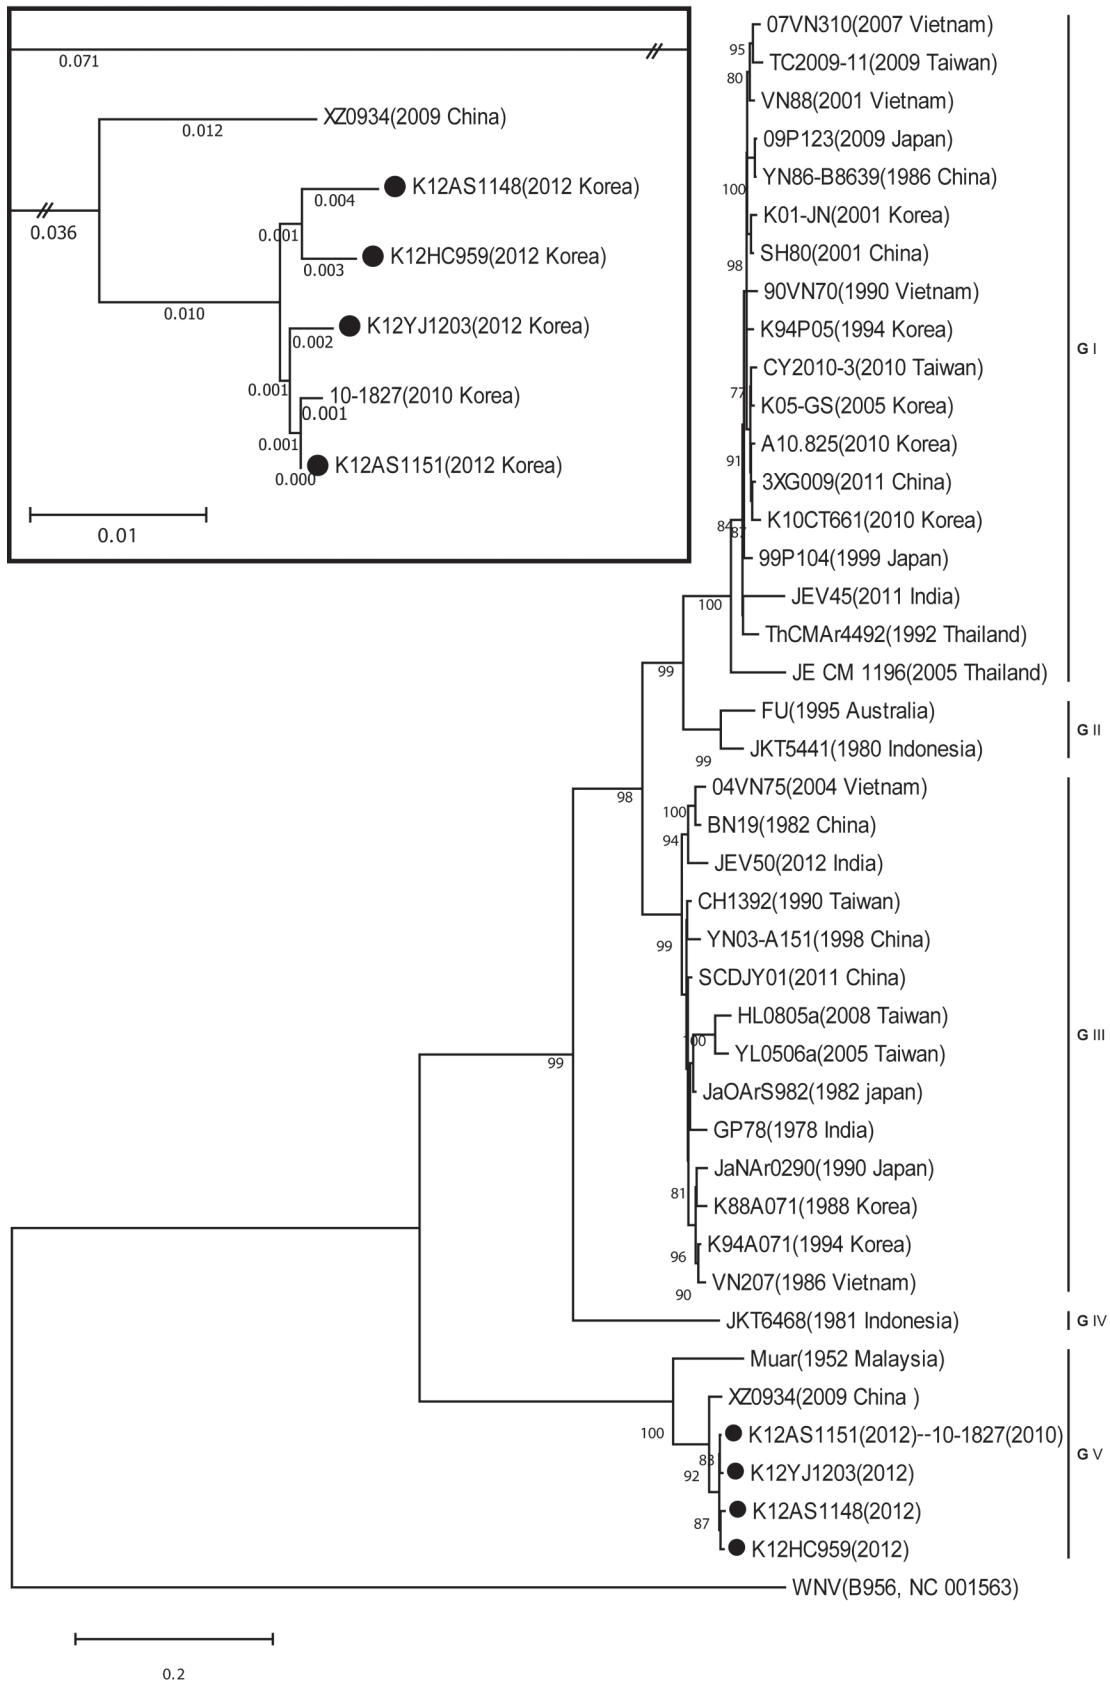 0.071
XZ0934(2009 China)
0.012
K12AS1148(2012 Korea)
0.004
0.036
0.001
K12HC959(2012 Korea)
0.003
0.010
K12YJ1203(2012 Korea)
0.002
0.001
10-1827(2010 Korea)
0.001
0.001
K12AS1151(2012 Korea)
0.000
0.01
07VN310(2007 Vietnam)
95
TC2009-11(2009 Taiwan)
80
VN88(2001 Vietnam)
09P123(2009 Japan)
YN86-B8639(1986 China)
100
K01-JN(2001 Korea)
SH80(2001 China)
98
90VN70(1990 Vietnam)
K94P05(1994 Korea)
G I
CY2010-3(2010 Taiwan)
77
K05-GS(2005 Korea)
A10.825(2010 Korea)
91
3XG009(2011 China)
K10CT661(2010 Korea)
84
87
99P104(1999 Japan)
JEV45(2011 India)
100
ThCMAr4492(1992 Thailand)
99
JE CM 1196(2005 Thailand)
FU(1995 Australia)
G II
JKT5441(1980 Indonesia)
99
04VN75(2004 Vietnam)
98
100
BN19(1982 China)
94
JEV50(2012 India)
CH1392(1990 Taiwan)
YN03-A151(1998 China)
99
SCDJY01(2011 China)
HL0805a(2008 Taiwan)
G III
100
YL0506a(2005 Taiwan)
99
JaOArS982(1982 japan)
GP78(1978 India)
JaNAr0290(1990 Japan)
81
K88A071(1988 Korea)
K94A071(1994 Korea)
96
VN207(1986 Vietnam)
90
JKT6468(1981 Indonesia)
G IV
Muar(1952 Malaysia)
XZ0934(2009 China )
100
K12AS1151(2012)--10-1827(2010)
G V
83
K12YJ1203(2012)
92
K12AS1148(2012)
87
K12HC959(2012)
WNV(B956, NC 001563)
0.2